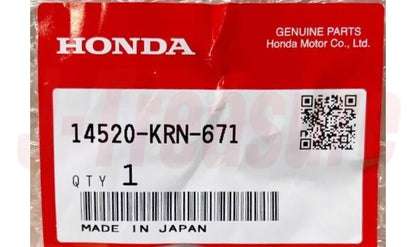 HONDA
GENUINE PARTS
Honda Motor Co., Ltd.
14520-KRN-671
QTY 1
MADE IN JAPAN